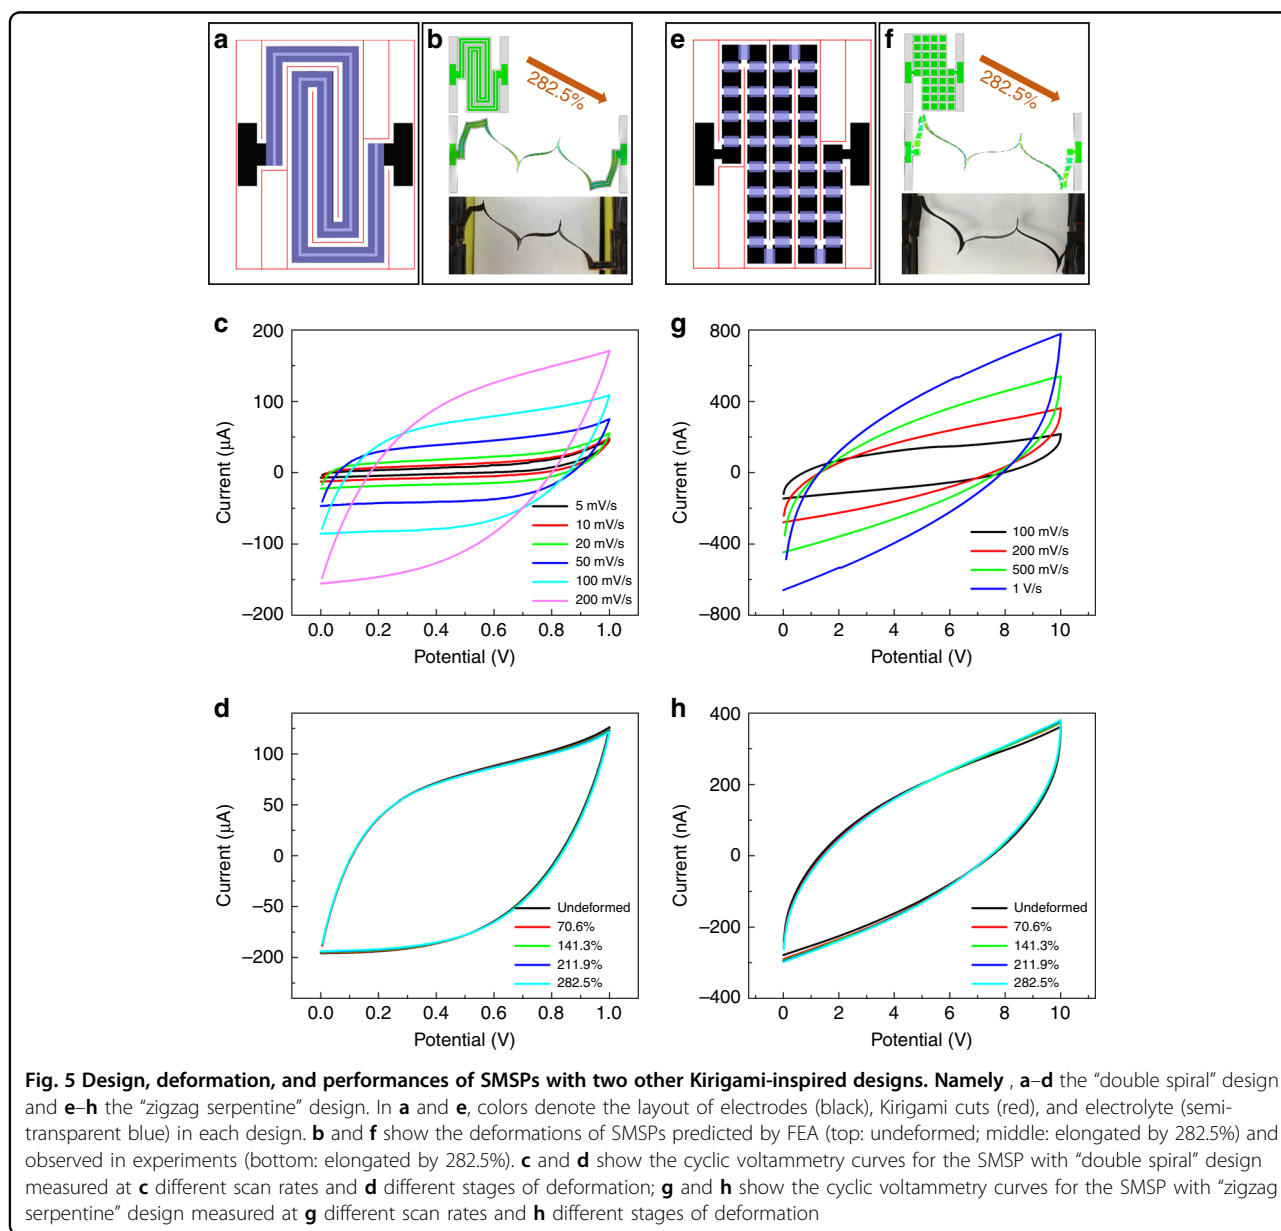 a
b
282.5%
e
f
282.5%
c
200
100
0
−100
−200
Current (µA)
0.0 0.2 0.4 0.6 0.8 1.0
Potential (V)
5 mV/s
10 mV/s
20 mV/s
50 mV/s
100 mV/s
200 mV/s
g
800
400
0
−400
−800
Current (nA)
0 2 4 6 8 10
Potential (V)
100 mV/s
200 mV/s
500 mV/s
1 V/s
d
100
50
0
−50
−200
Current (µA)
0.0 0.2 0.4 0.6 0.8 1.0
Potential (V)
Undeformed
70.6%
141.3%
211.9%
282.5%
h
400
200
0
−200
−400
Current (nA)
0 2 4 6 8 10
Potential (V)
Undeformed
70.6%
141.3%
211.9%
282.5%
Fig. 5 Design, deformation, and performances of SMSPs with two other Kirigami-inspired designs. Namely , a–d the “double spiral” design
and e–h the “zigzag serpentine” design. In a and e, colors denote the layout of electrodes (black), Kirigami cuts (red), and electrolyte (semi-
transparent blue) in each design. b and f show the deformations of SMSPs predicted by FEA (top: undeformed; middle: elongated by 282.5%) and
observed in experiments (bottom: elongated by 282.5%). c and d show the cyclic voltammetry curves for the SMSP with “double spiral” design
measured at c different scan rates and d different stages of deformation; g and h show the cyclic voltammetry curves for the SMSP with “zigzag
serpentine” design measured at g different scan rates and h different stages of deformation